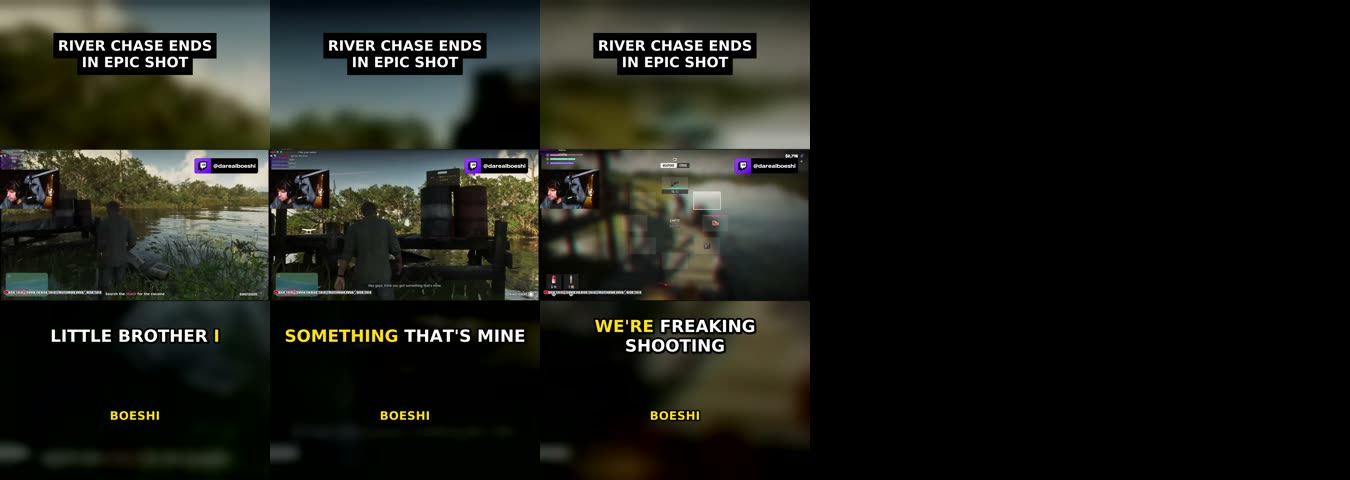 RIVER CHASE ENDS
IN EPIC SHOT
RIVER CHASE ENDS
IN EPIC SHOT
RIVER CHASE ENDS
IN EPIC SHOT
@darealboeshi
@darealboeshi
@darealboeshi
LITTLE BROTHER I
SOMETHING THAT'S MINE
WE'RE FREAKING
SHOOTING
BOESHI
BOESHI
BOESHI